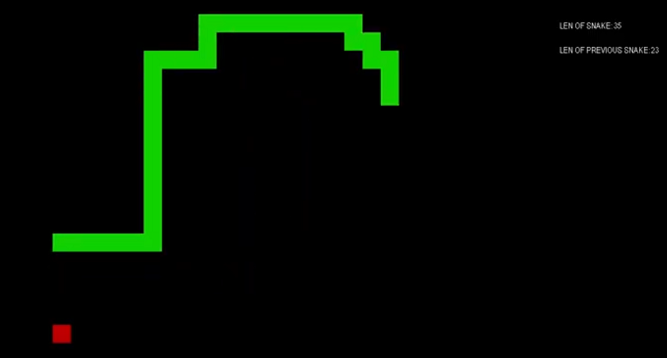 LEN OF SNAKE:35
LEN OF PREVIOUS SNAKE:23